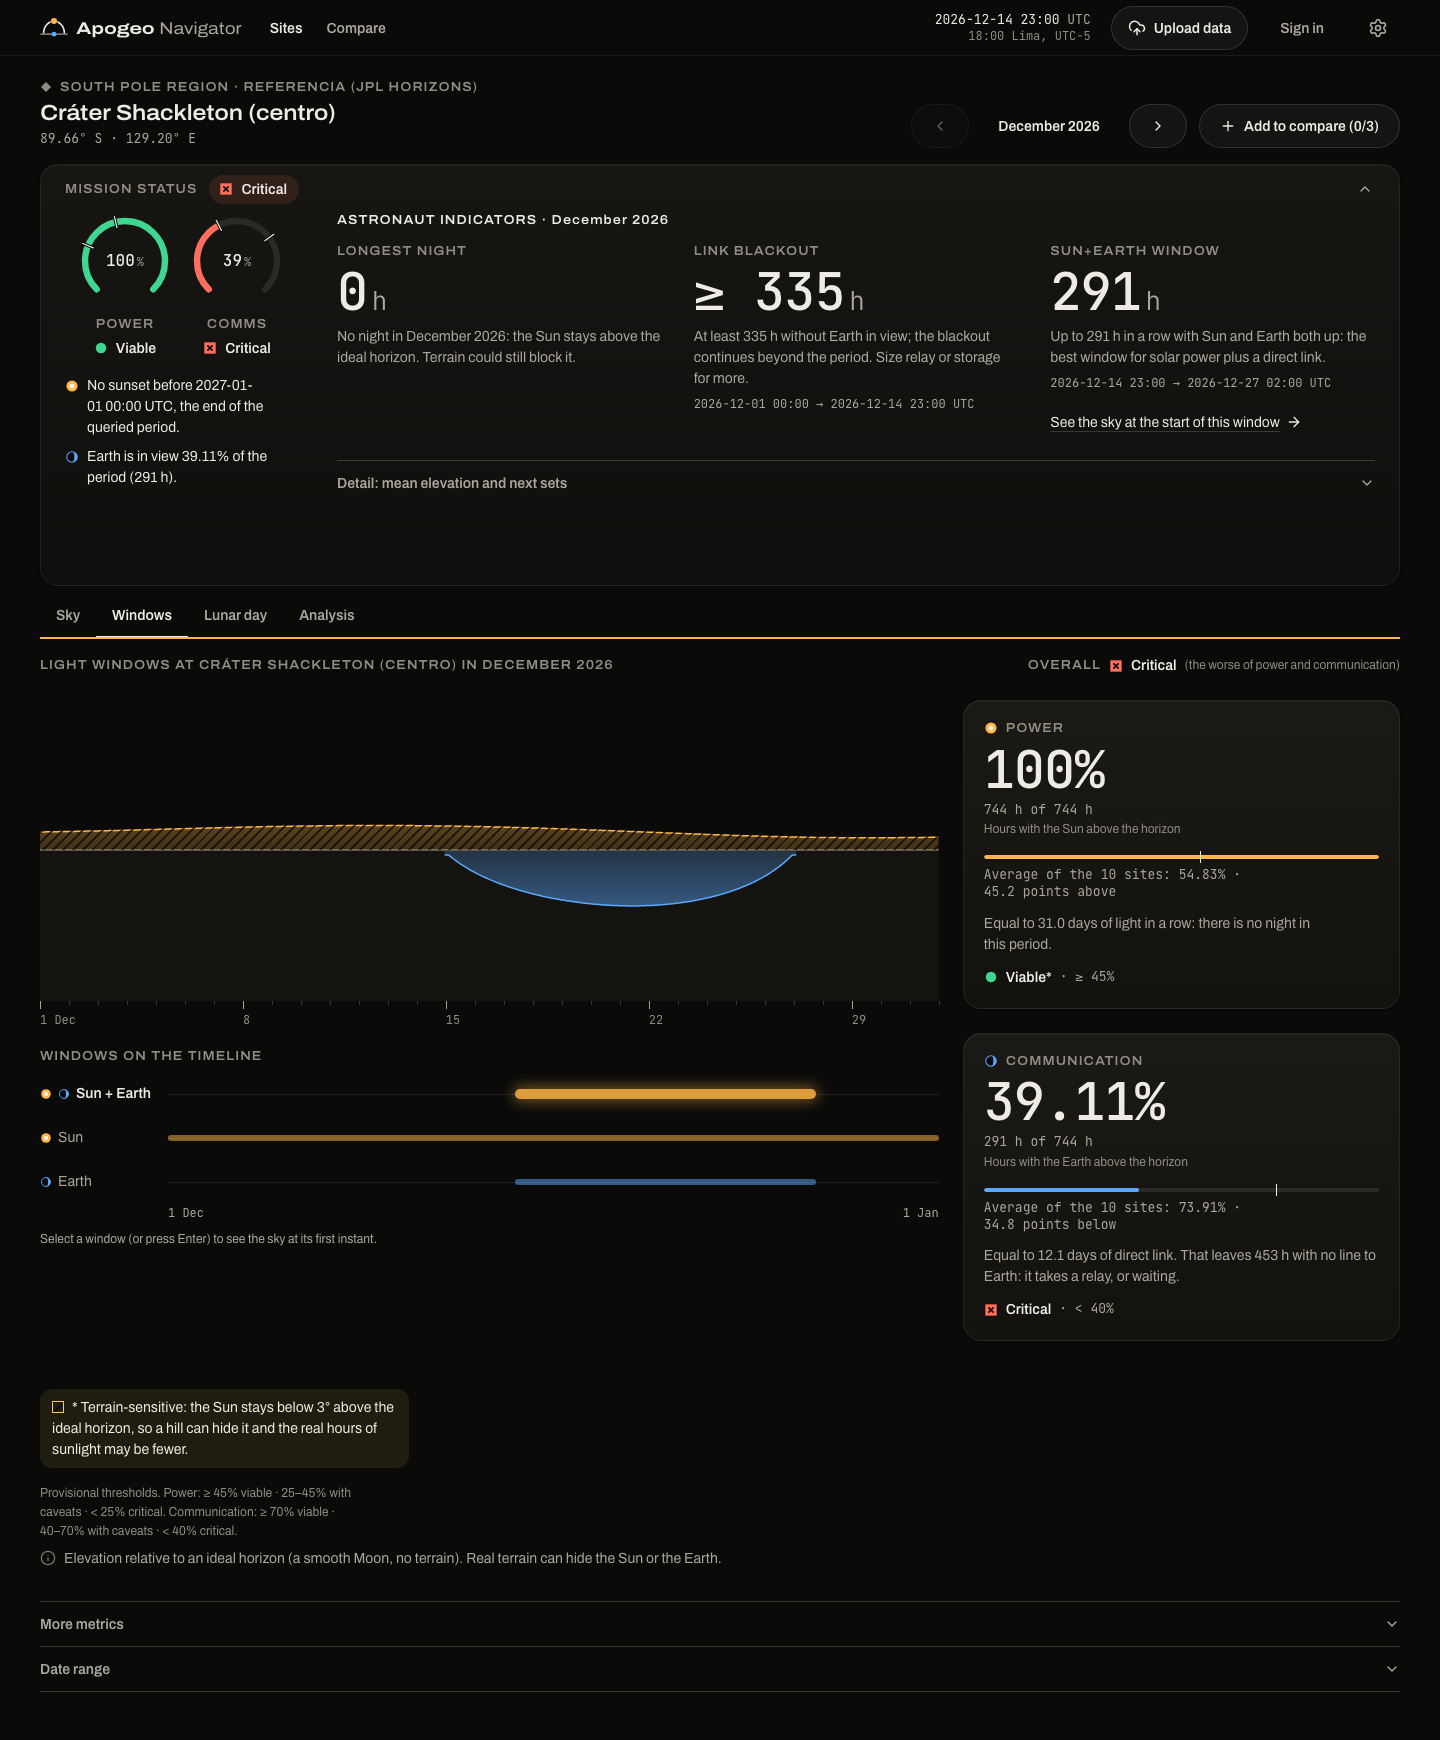 Apogeo Navigator
Sites
Compare
2026-12-14 23:00 UTC
18:00 Lima, UTC-5
Upload data
Sign in
SOUTH POLE REGION · REFERENCIA (JPL HORIZONS)
Cráter Shackleton (centro)
89.66° S · 129.20° E
December 2026
Add to compare (0/3)
MISSION STATUS
Critical
100%
39%
POWER
COMMS
Viable
Critical
No sunset before 2027-01-
01 00:00 UTC, the end of the
queried period.
Earth is in view 39.11% of the
period (291 h).
ASTRONAUT INDICATORS · December 2026
LONGEST NIGHT
0 h
No night in December 2026: the Sun stays above the
ideal horizon. Terrain could still block it.
LINK BLACKOUT
≥ 335 h
At least 335 h without Earth in view; the blackout
continues beyond the period. Size relay or storage
for more.
2026-12-01 00:00 → 2026-12-14 23:00 UTC
SUN+EARTH WINDOW
291 h
Up to 291 h in a row with Sun and Earth both up: the
best window for solar power plus a direct link.
2026-12-14 23:00 → 2026-12-27 02:00 UTC
See the sky at the start of this window →
Detail: mean elevation and next sets
Sky
Windows
Lunar day
Analysis
LIGHT WINDOWS AT CRÁTER SHACKLETON (CENTRO) IN DECEMBER 2026
OVERALL
Critical
(the worse of power and communication)
1 Dec
8
15
22
29
WINDOWS ON THE TIMELINE
Sun + Earth
Sun
Earth
1 Dec
1 Jan
Select a window (or press Enter) to see the sky at its first instant.
POWER
100%
744 h of 744 h
Hours with the Sun above the horizon
Average of the 10 sites: 54.83% ·
45.2 points above
Equal to 31.0 days of light in a row: there is no night in
this period.
Viable* · ≥ 45%
COMMUNICATION
39.11%
291 h of 744 h
Hours with the Earth above the horizon
Average of the 10 sites: 73.91% ·
34.8 points below
Equal to 12.1 days of direct link. That leaves 453 h with no line to
Earth: it takes a relay, or waiting.
Critical · < 40%
* Terrain-sensitive: the Sun stays below 3° above the
ideal horizon, so a hill can hide it and the real hours of
sunlight may be fewer.
Provisional thresholds. Power: ≥ 45% viable · 25–45% with
caveats · < 25% critical. Communication: ≥ 70% viable ·
40–70% with caveats · < 40% critical.
Elevation relative to an ideal horizon (a smooth Moon, no terrain). Real terrain can hide the Sun or the Earth.
More metrics
Date range